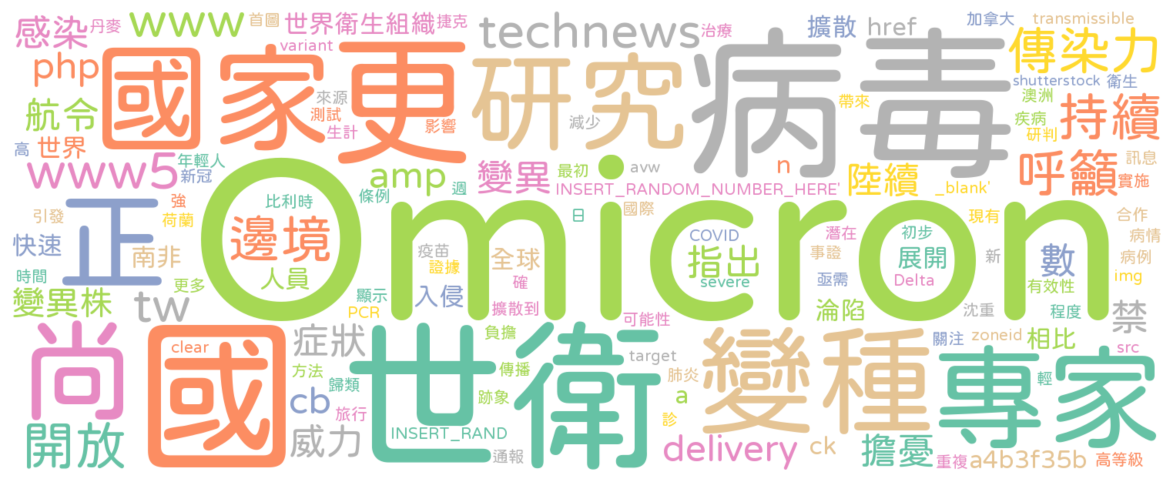 感染
丹麥
www
首圖
世界衛生組織
捷克
variant
technews
治療
擴散
href
加拿大
transmissible
傳染力
php
國家更
研究
病毒
shutterstock
衛生
航令
來源
測試
生計
影響
減少
帶來
澳洲
疾病
研判
持續
高
世界
www5
年輕人
新冠
amp
週
變異
最初
avw
n
陸續
呼籲
訊息
實施
INSERT_RANDOM_NUMBER_HERE'
_blank'
強
荷蘭
引發
正
Omicron
比利時
條例
邊境
日
國際
COVID
指出
潛在
初步
現有
合作
快速
南非
人員
疫苗
證據
全球
severe
事證
展開
新
數
病情
病例
時間
更多
亟需
Delta
有效性
img
變異株
tw
顯示
PCR
入侵
確
擴散到
淪陷
沈重
程度
禁
尚
國
clear
症狀
世衛
負擔
可能性
變種
關注
zoneid
相比
src
專家
方法
歸類
傳播
target
肺炎
輕
cb
旅行
跡象
a
開放
威力
INSERT_RAND
診
通報
delivery
ck
擔憂
重複
a4b3f35b
高等級